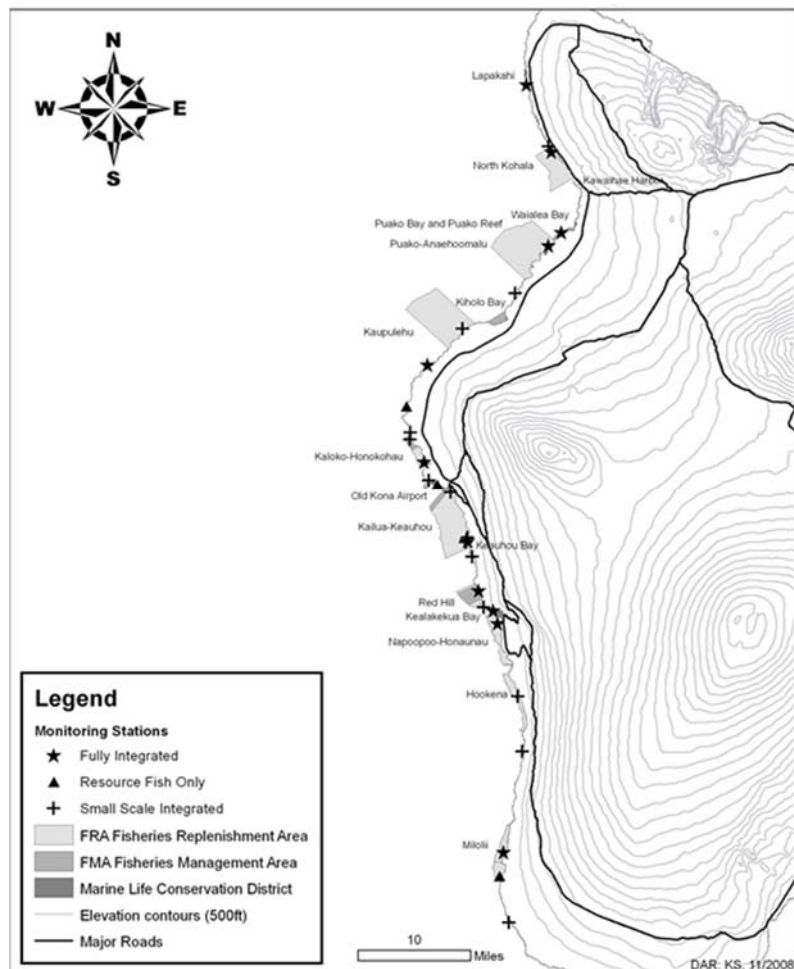 N
W
E
S
Lapakahi
North Kohala
Kawaihae Harbor
Waialea Bay
Puako Bay and Puako Reef
Puako-Anaehoomalu
Kiholo Bay
Kaupulehu
Kaloko-Honokohau
Old Kona Airport
Kailua-Keauhou
Keauhou Bay
Red Hill
Kealakekua Bay
Napoopoo-Honaunau
Hookena
Milolii
Legend
Monitoring Stations
Fully Integrated
Resource Fish Only
Small Scale Integrated
FRA Fisheries Replenishment Area
FMA Fisheries Management Area
Marine Life Conservation District
Elevation contours (500ft)
Major Roads
10
Miles
DAR: KS, 11/2008